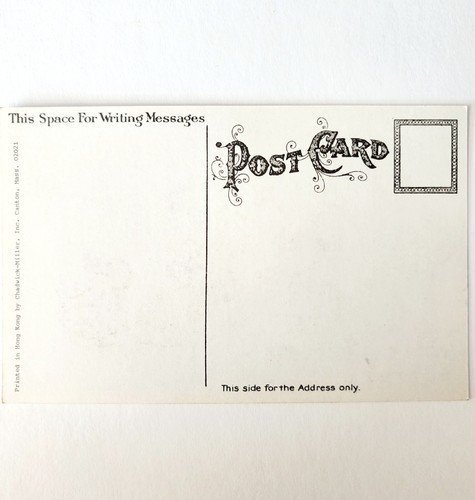 This Space For Writing Messages
POST CARD
Printed in Hong Kong by Chadwick-Miller, Inc. Canton, Mass. 02021
This side for the Address only.